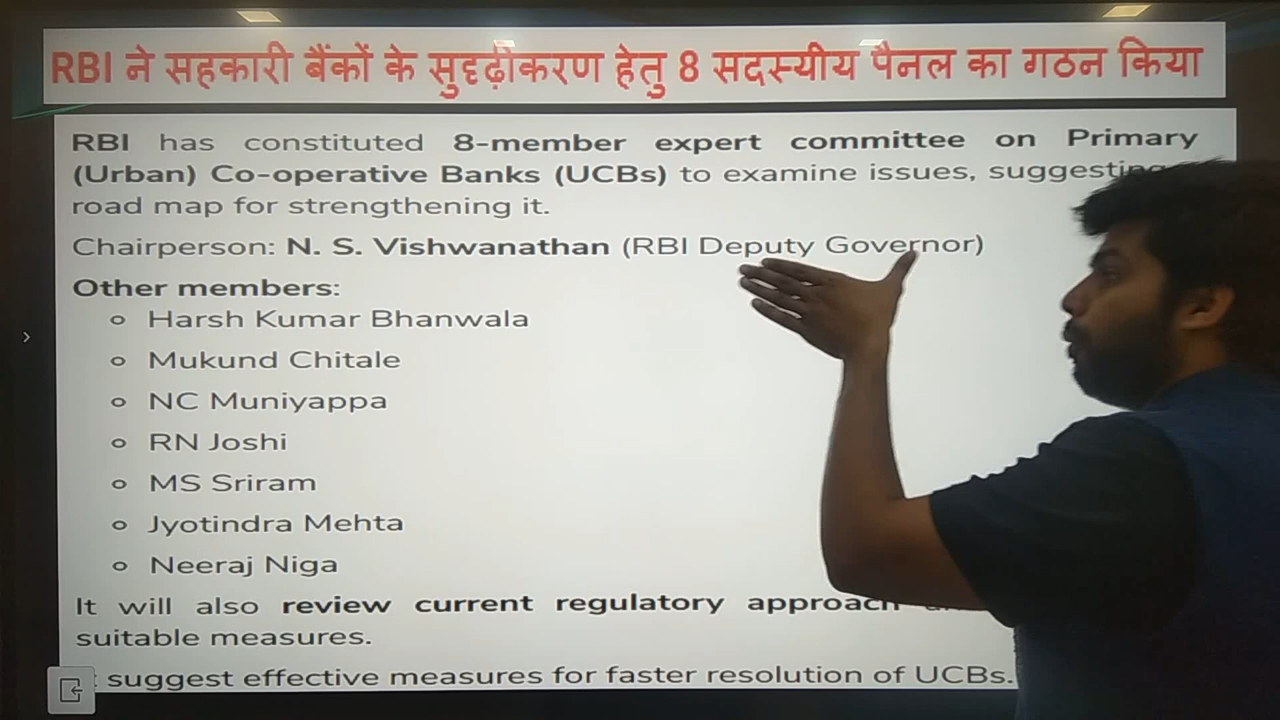 RBI ने सहकारी बैंकों के सुदृढ़ीकरण हेतु 8 सदस्यीय पैनल का गठन किया
RBI has constituted 8-member expert committee on Primary
(Urban) Co-operative Banks (UCBs) to examine issues, suggesting
road map for strengthening it.
Chairperson: N. S. Vishwanathan (RBI Deputy Governor)
Other members:
Harsh Kumar Bhanwala
Mukund Chitale
NC Muniyappa
RN Joshi
MS Sriram
Jyotindra Mehta
Neeraj Niga
It will also review current regulatory approach
suitable measures.
suggest effective measures for faster resolution of UCBs.